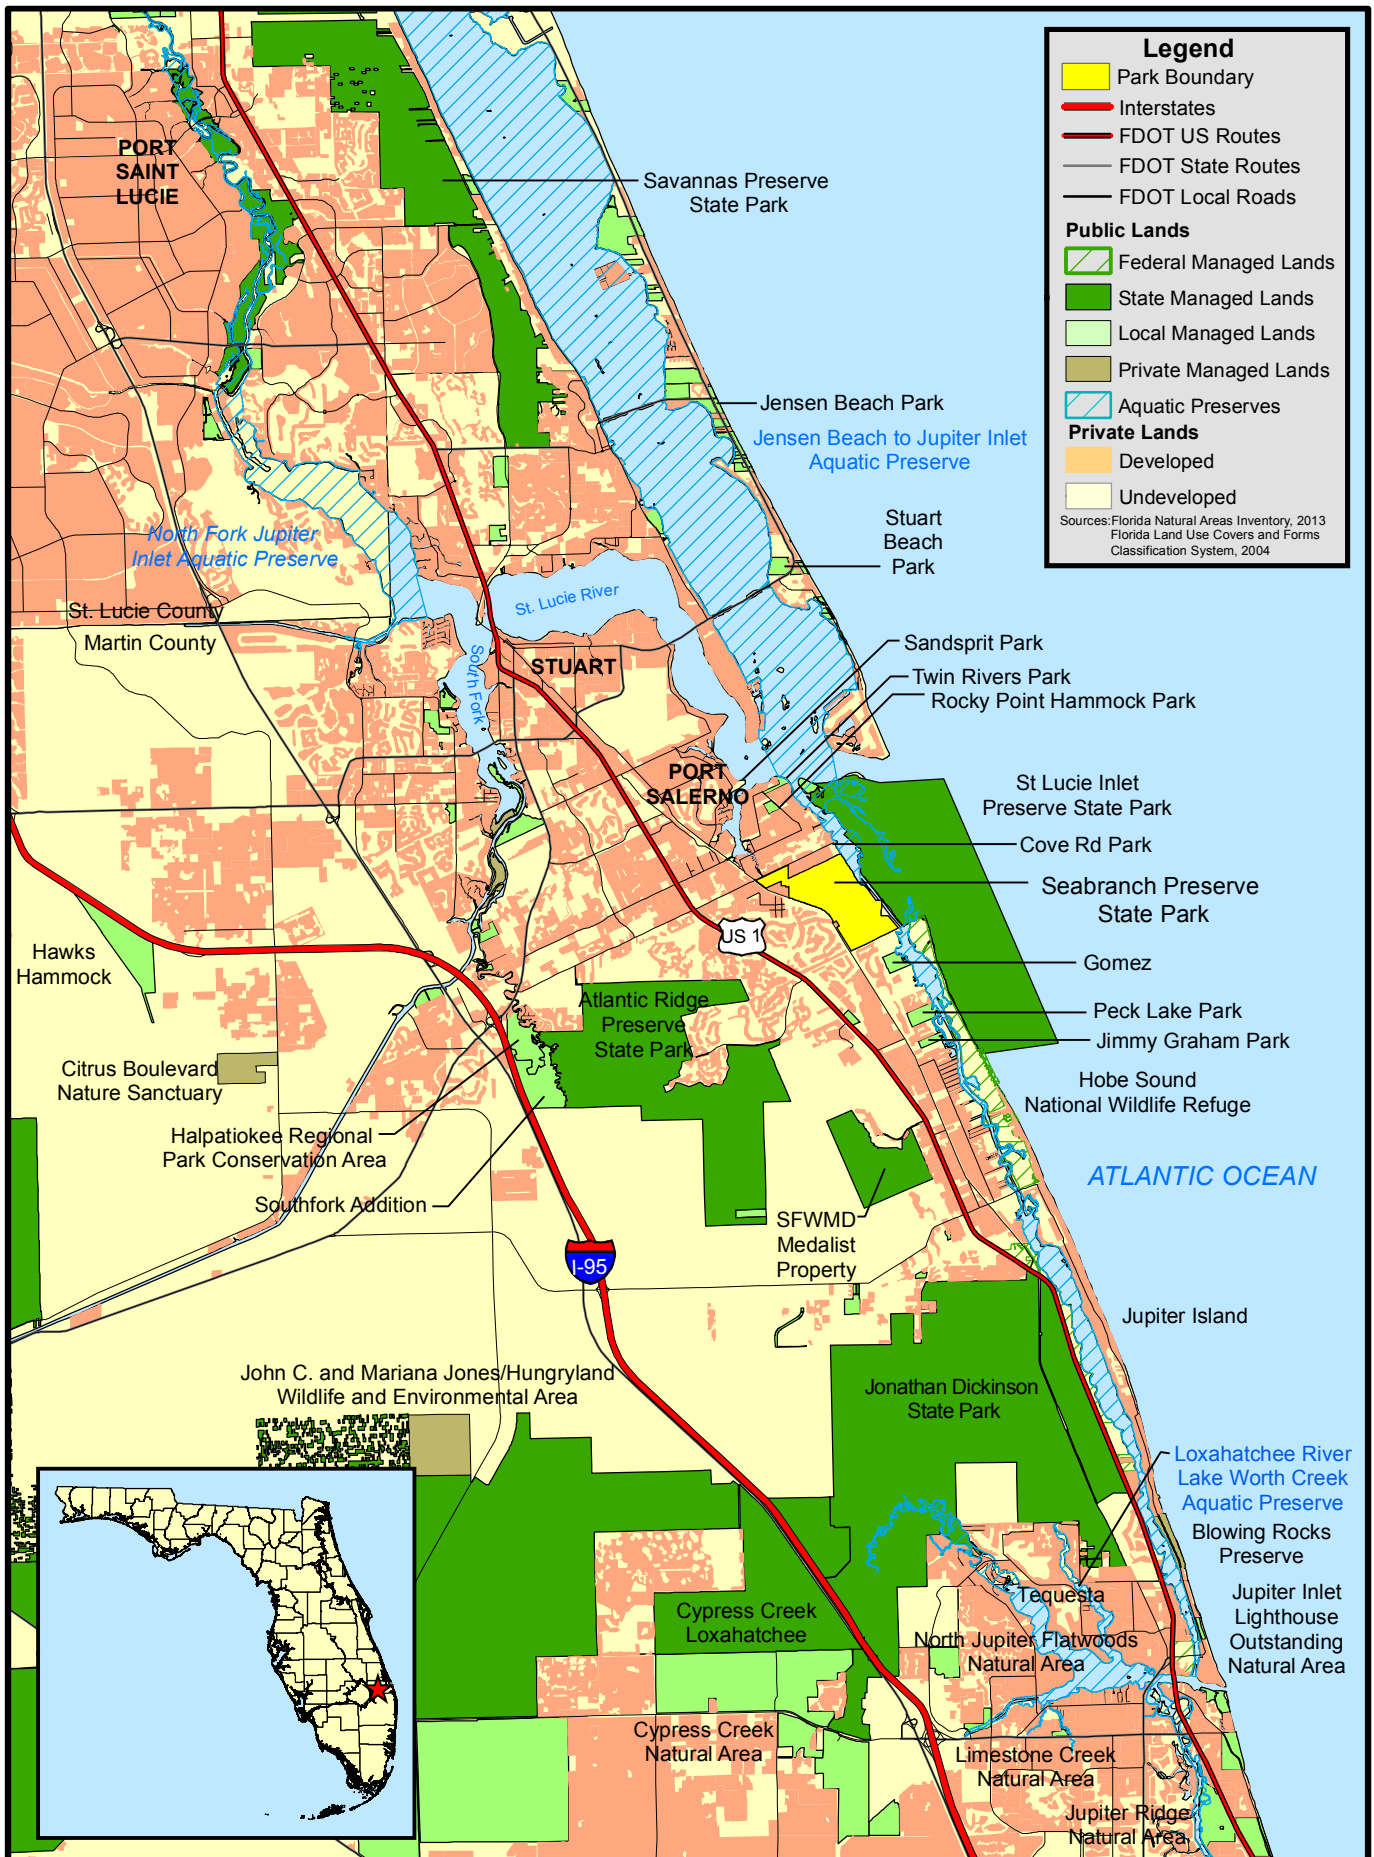 Legend
Park Boundary
Interstates
FDOT US Routes
FDOT State Routes
FDOT Local Roads
Public Lands
Federal Managed Lands
State Managed Lands
Local Managed Lands
Private Managed Lands
Aquatic Preserves
Private Lands
Developed
Undeveloped
Sources:Florida Natural Areas Inventory, 2013
Florida Land Use Covers and Forms
Classification System, 2004
PORT
SAINT
LUCIE
Savannas Preserve
State Park
Jensen Beach Park
Jensen Beach to Jupiter Inlet
Aquatic Preserve
North Fork Jupiter
Inlet Aquatic Preserve
Stuart
Beach
Park
St. Lucie River
St. Lucie County
Martin County
STUART
South Fork
Sandsprit Park
Twin Rivers Park
Rocky Point Hammock Park
PORT
SALERNO
St Lucie Inlet
Preserve State Park
Cove Rd Park
Seabranch Preserve
State Park
US 1
Hawks
Hammock
Gomez
Atlantic Ridge
Preserve
State Park
Peck Lake Park
Jimmy Graham Park
Citrus Boulevard
Nature Sanctuary
Hobe Sound
National Wildlife Refuge
Halpatiokee Regional
Park Conservation Area
ATLANTIC OCEAN
Southfork Addition
SFWMD
Medalist
Property
I-95
Jupiter Island
John C. and Mariana Jones/Hungryland
Wildlife and Environmental Area
Jonathan Dickinson
State Park
Loxahatchee River
Lake Worth Creek
Aquatic Preserve
Blowing Rocks
Preserve
Tequesta
Jupiter Inlet
Lighthouse
Outstanding
Natural Area
Cypress Creek
Loxahatchee
North Jupiter Flatwoods
Natural Area
Cypress Creek
Natural Area
Limestone Creek
Natural Area
Jupiter Ridge
Natural Area